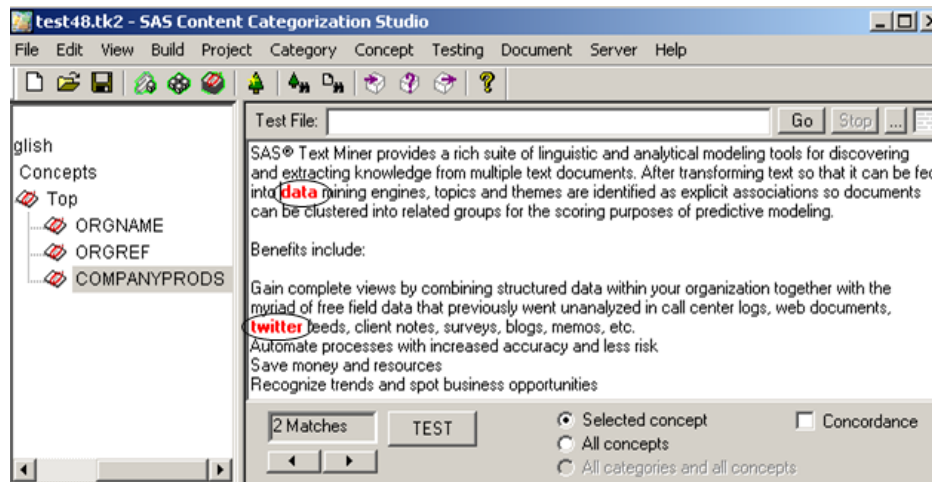 test48.tk2 - SAS Content Categorization Studio
File Edit View Build Project Category Concept Testing Document Server Help
Test File:
Go Stop ...
glish
Concepts
Top
ORGNAME
ORGREF
COMPANYPRODS
SAS® Text Miner provides a rich suite of linguistic and analytical modeling tools for discovering
and extracting knowledge from multiple text documents. After transforming text so that it can be fed
into data mining engines, topics and themes are identified as explicit associations so documents
can be clustered into related groups for the scoring purposes of predictive modeling.
Benefits include:
Gain complete views by combining structured data within your organization together with the
myriad of free field data that previously went unanalyzed in call center logs, web documents,
twitter feeds, client notes, surveys, blogs, memos, etc.
Automate processes with increased accuracy and less risk
Save money and resources
Recognize trends and spot business opportunities
2 Matches
TEST
Selected concept
All concepts
All categories and all concepts
Concordance